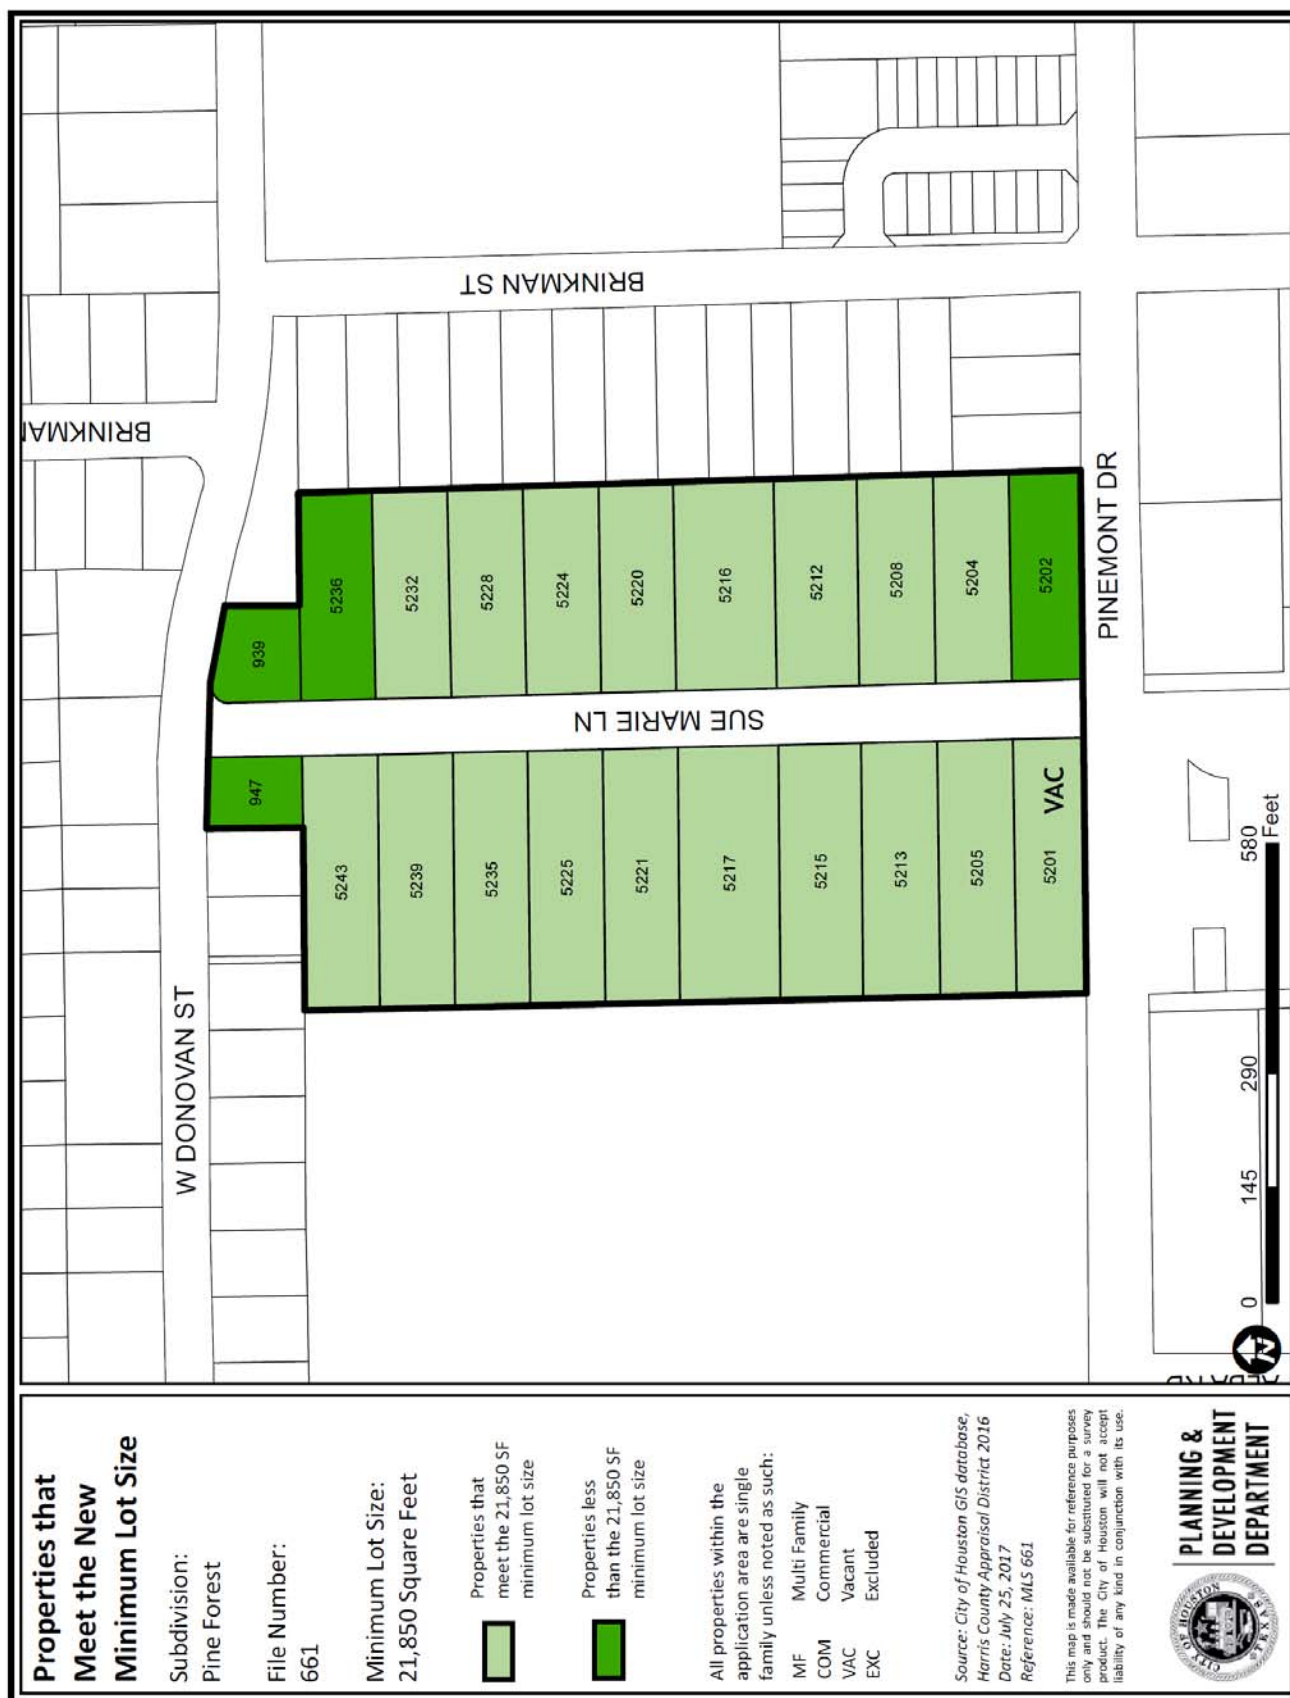 Properties that
Meet the New
Minimum Lot Size
Subdivision:
Pine Forest
File Number:
661
Minimum Lot Size:
21,850 Square Feet
Properties that
meet the 21,850 SF
minimum lot size
Properties less
than the 21,850 SF
minimum lot size
All properties within the
application area are single
family unless noted as such:
MF Multi Family
COM Commercial
VAC Vacant
EXC Excluded
Source: City of Houston GIS database,
Harris County Appraisal District 2016
Date: July 25, 2017
Reference: MLS 661
This map is made available for reference purposes
only and should not be substituted for a survey
product. The City of Houston will not accept
liability of any kind in conjunction with its use.
CITY OF HOUSTON
TEXAS
PLANNING &
DEVELOPMENT
DEPARTMENT
W DONOVAN ST
BRINKMAN
BRINKMAN ST
SUE MARIE LN
PINEMONT DR
947
939
5243
5236
5239
5232
5235
5228
5225
5224
5221
5220
5217
5216
5215
5212
5213
5208
5205
5204
5201
VAC
5202
N
0 145 290 580
Feet